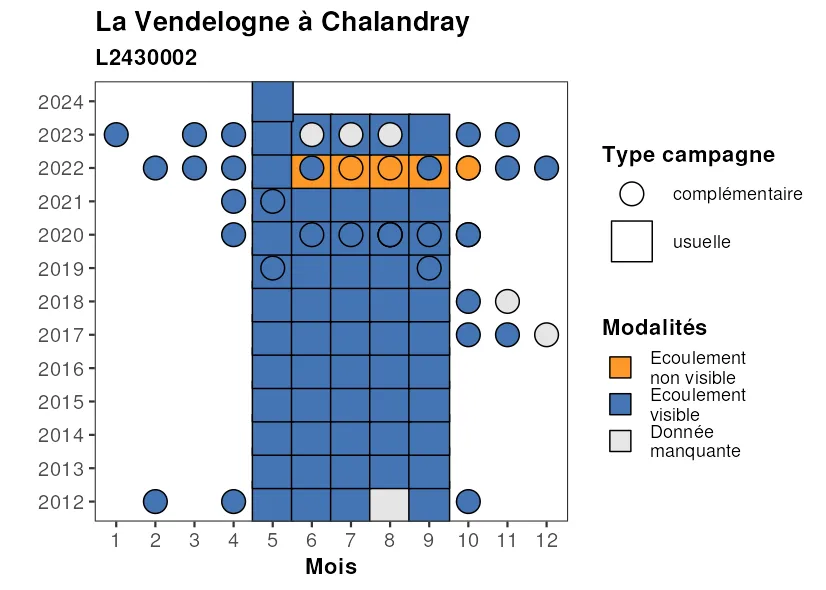 La Vendelogne à Chalandray
L2430002
2024
2023
2022
2021
2020
2019
2018
2017
2016
2015
2014
2013
2012
1 2 3 4 5 6 7 8 9 10 11 12
Mois
Type campagne
complémentaire
usuelle
Modalités
Ecoulement
non visible
Ecoulement
visible
Donnée
manquante